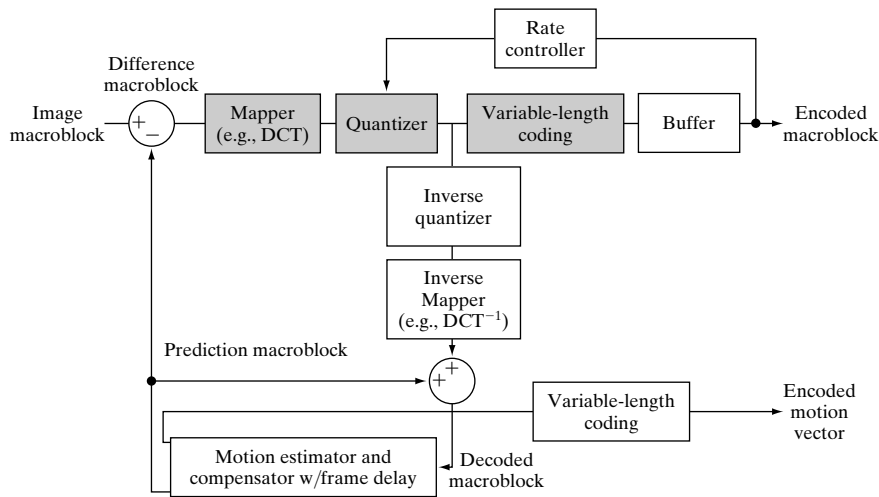 Rate
controller
Difference
macroblock
Image
macroblock
+
−
Mapper
(e.g., DCT)
Quantizer
Variable-length
coding
Buffer
Encoded
macroblock
Inverse
quantizer
Inverse
Mapper
(e.g., DCT⁻¹)
Prediction macroblock
+
+
Variable-length
coding
Encoded
motion
vector
Motion estimator and
compensator w/frame delay
Decoded
macroblock